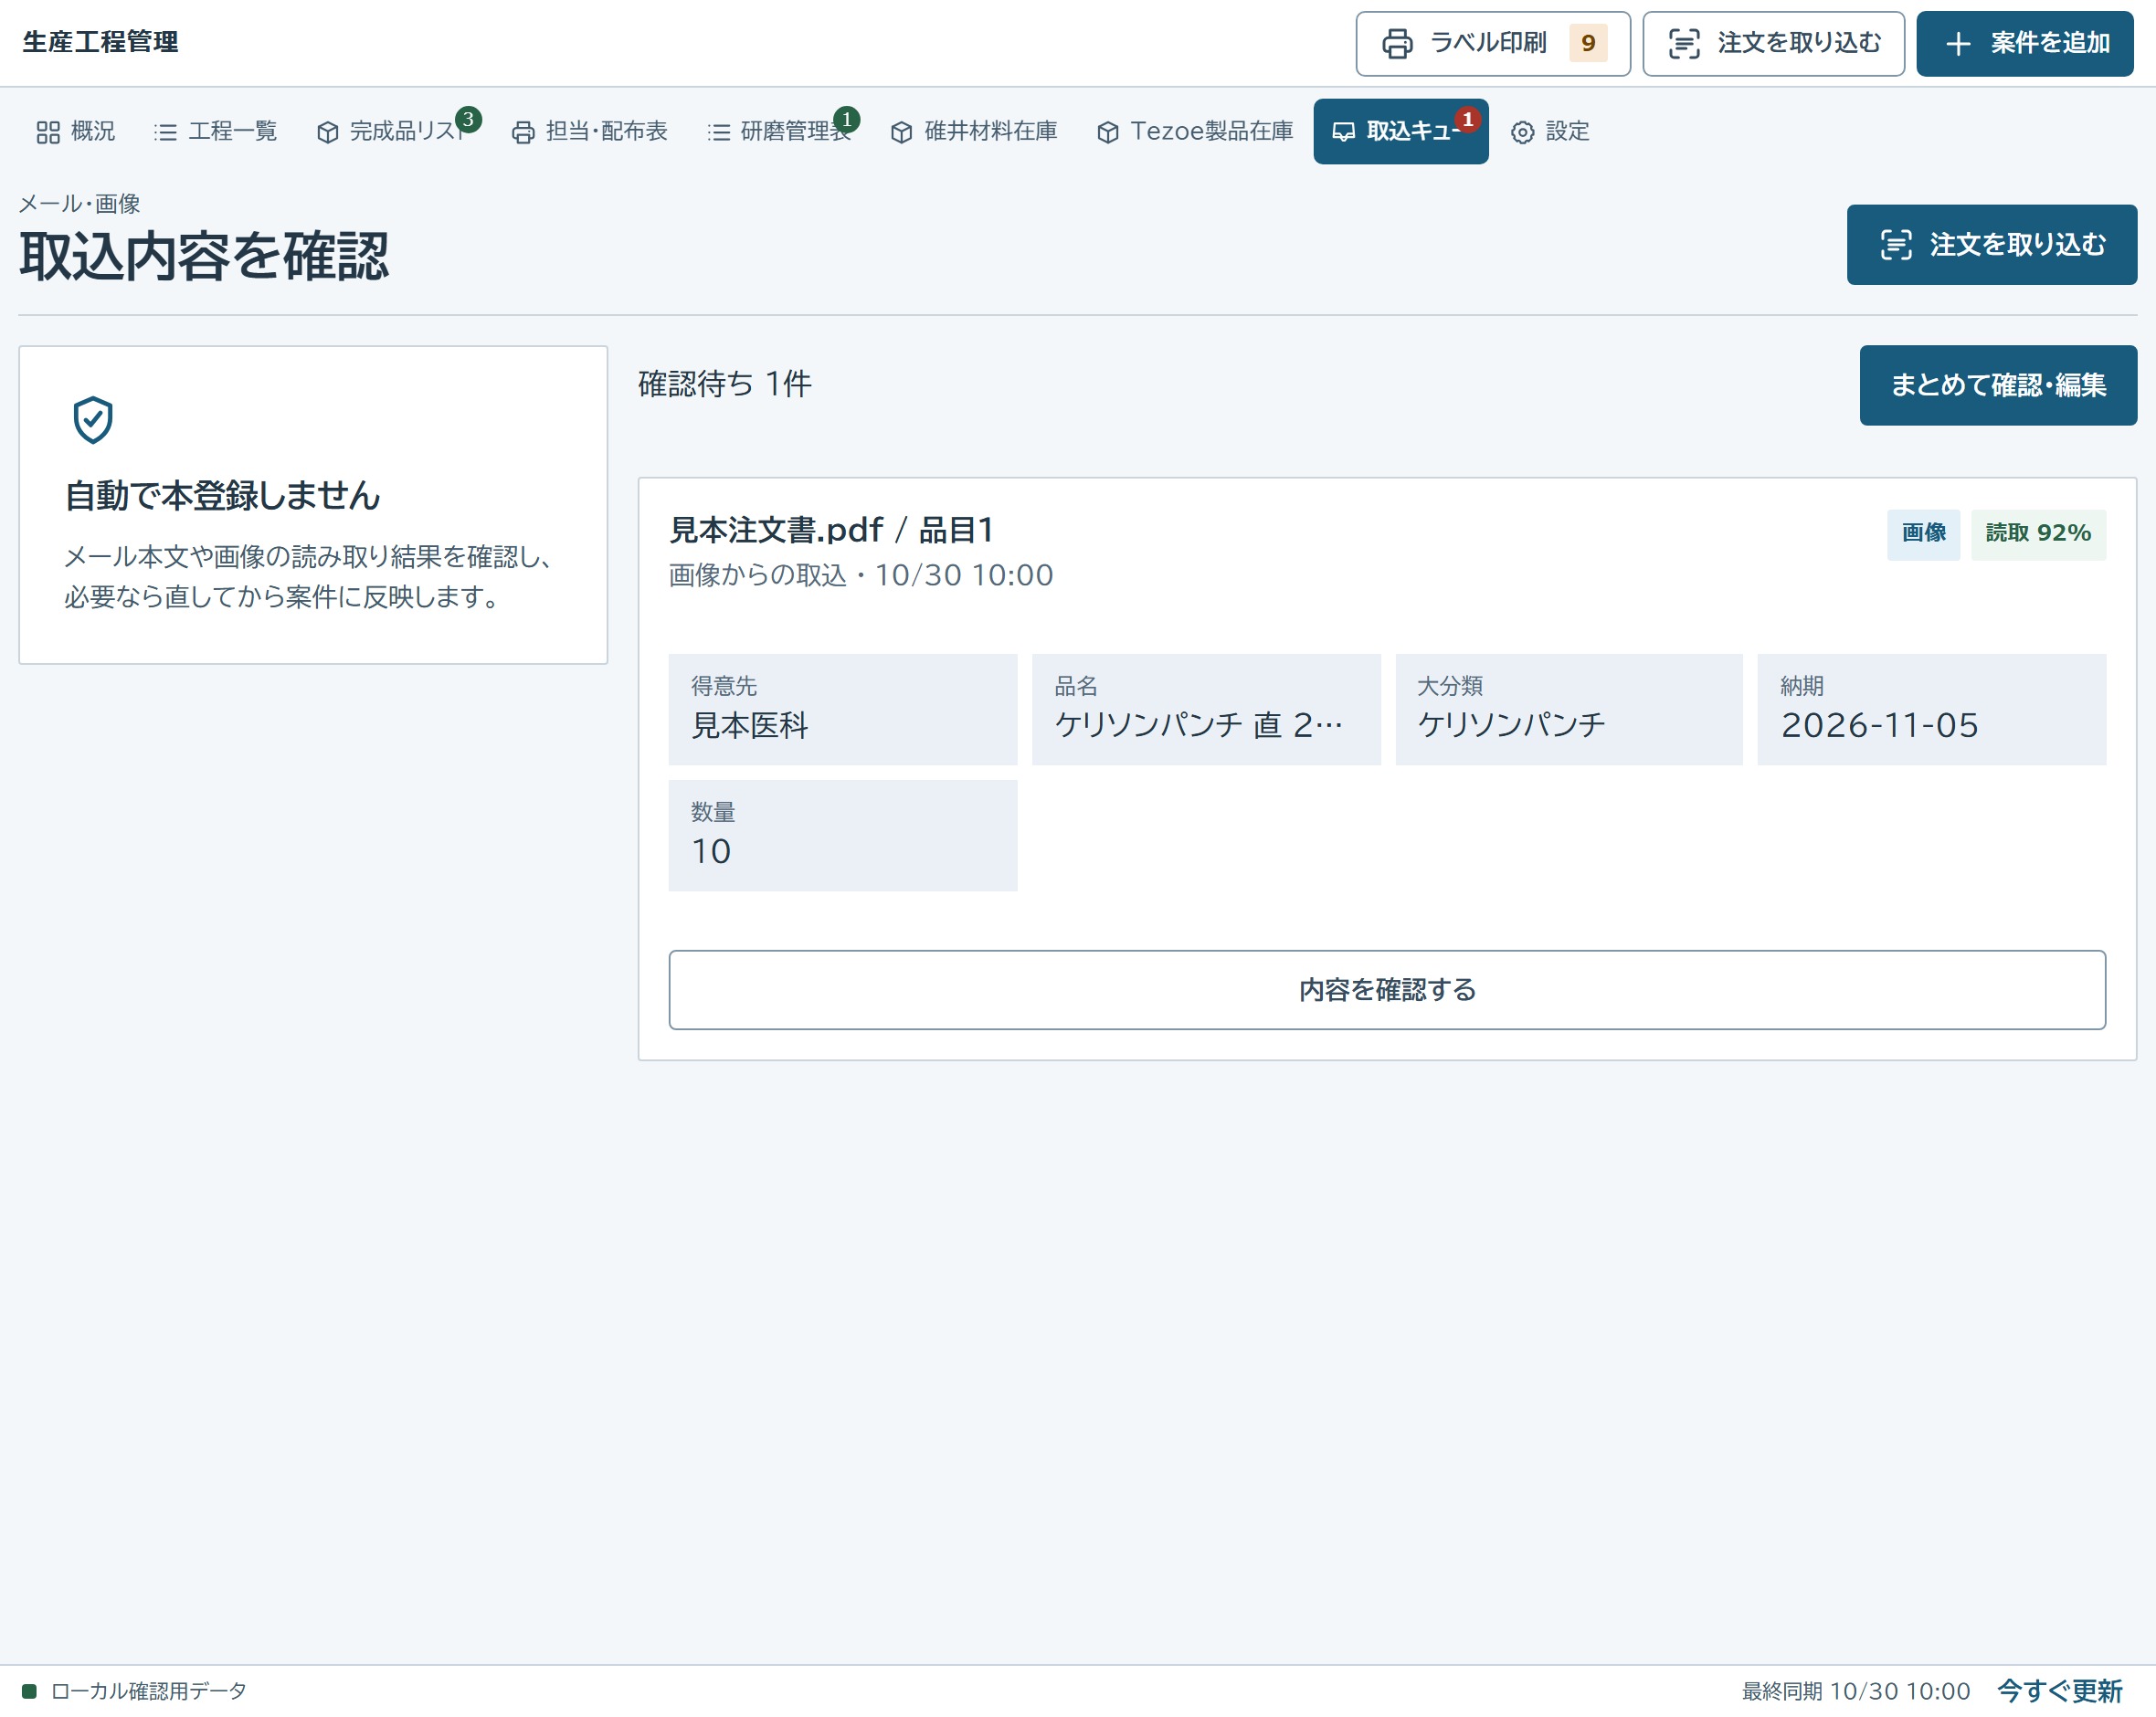 生産工程管理
ラベル印刷 9
注文を取り込む
案件を追加
概況
工程一覧
完成品リスト 3
担当・配布表
研磨管理表 1
碓井材料在庫
Tezoe製品在庫
取込キュー 1
設定
メール・画像
取込内容を確認
注文を取り込む
自動で本登録しません
メール本文や画像の読み取り結果を確認し、
必要なら直してから案件に反映します。
確認待ち 1件
まとめて確認・編集
見本注文書.pdf / 品目1
画像
読取 92%
画像からの取込・10/30 10:00
得意先
見本医科
品名
ケリソンパンチ 直 2…
大分類
ケリソンパンチ
納期
2026-11-05
数量
10
内容を確認する
ローカル確認用データ
最終同期 10/30 10:00
今すぐ更新